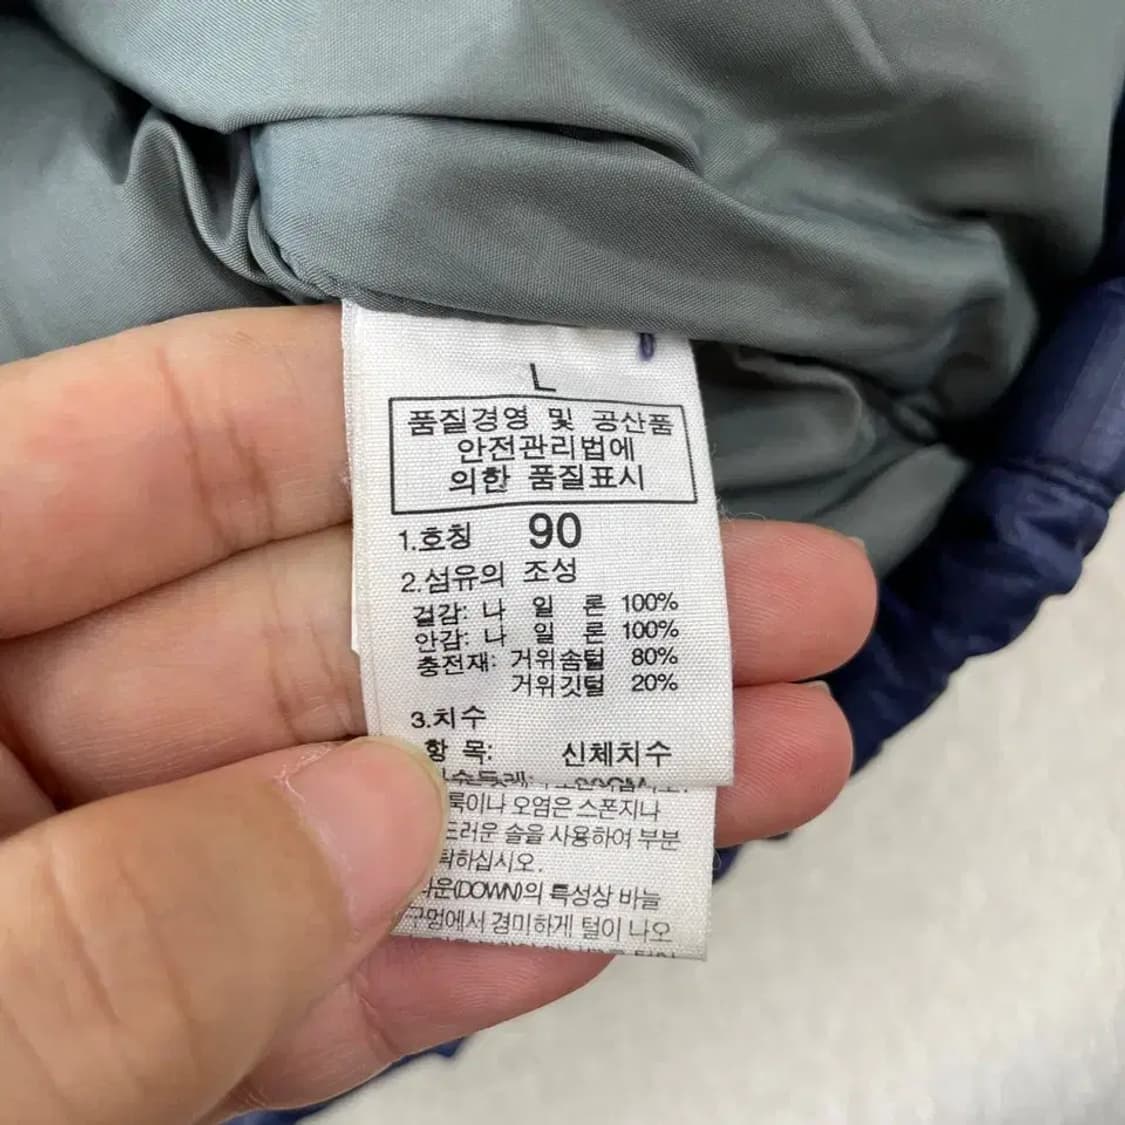 L
품질경영 및 공산품
안전관리법에
의한 품질표시
1.호칭 90
2.섬유의 조성
겉감: 나 일 론 100%
안감: 나 일 론 100%
충전재: 거위솜털 80%
거위깃털 20%
3.치수
항 목: 신체치수
룩이나 오염은 스폰지나
드러운 솔을 사용하여 부분
탁하십시오.
다운(DOWN)의 특성상 바늘
구멍에서 경미하게 털이 나오